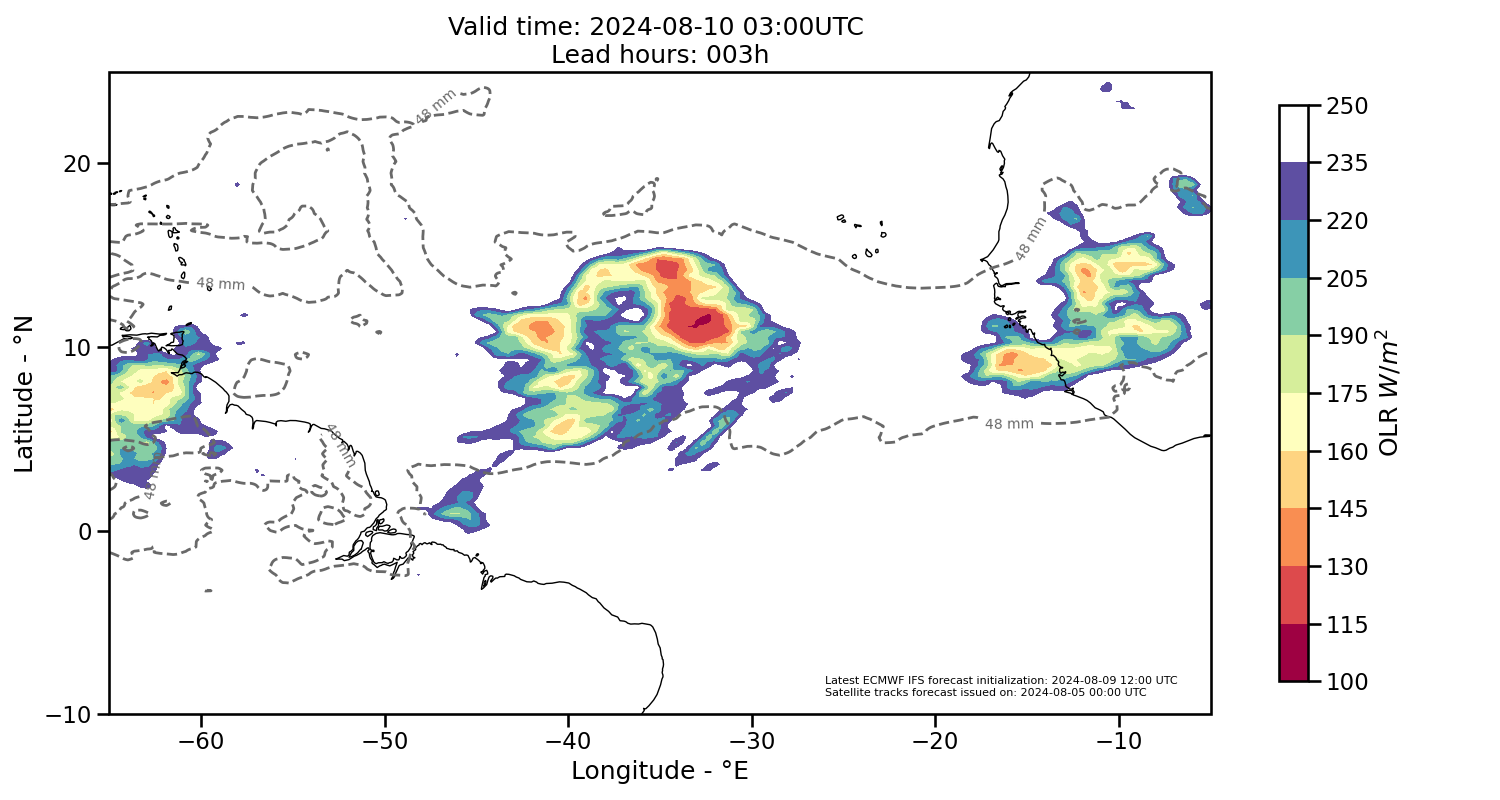 Valid time: 2024-08-10 03:00UTC
Lead hours: 003h
Latitude - °N
20
10
0
−10
48 mm
48 mm
48 mm
48 mm
48 mm
48 mm
Latest ECMWF IFS forecast initialization: 2024-08-09 12:00 UTC
Satellite tracks forecast issued on: 2024-08-05 00:00 UTC
−60
−50
−40
−30
−20
−10
Longitude - °E
250
235
220
205
190
175
160
145
130
115
100
OLR W/m²